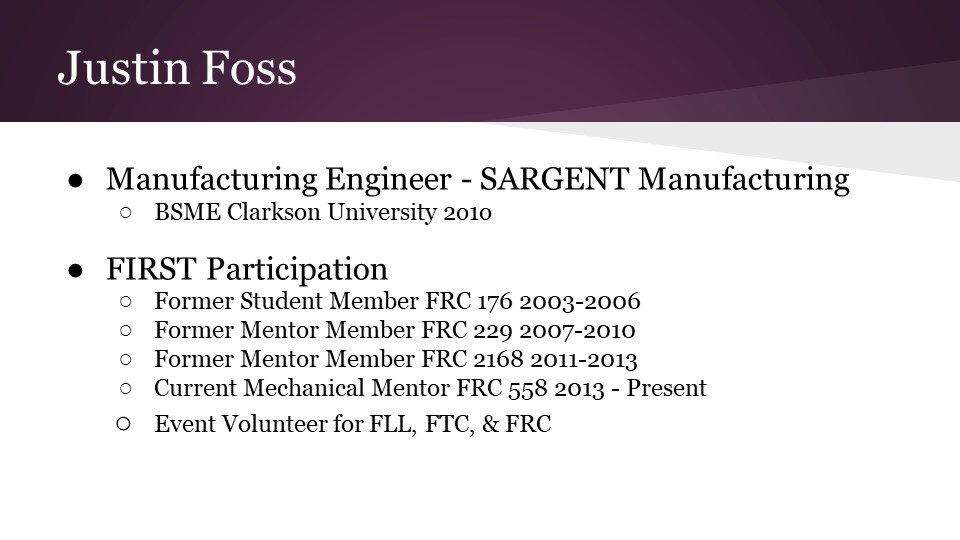 Justin Foss
● Manufacturing Engineer - SARGENT Manufacturing
○ BSME Clarkson University 2010
● FIRST Participation
○ Former Student Member FRC 176 2003-2006
○ Former Mentor Member FRC 229 2007-2010
○ Former Mentor Member FRC 2168 2011-2013
○ Current Mechanical Mentor FRC 558 2013 - Present
○ Event Volunteer for FLL, FTC, & FRC